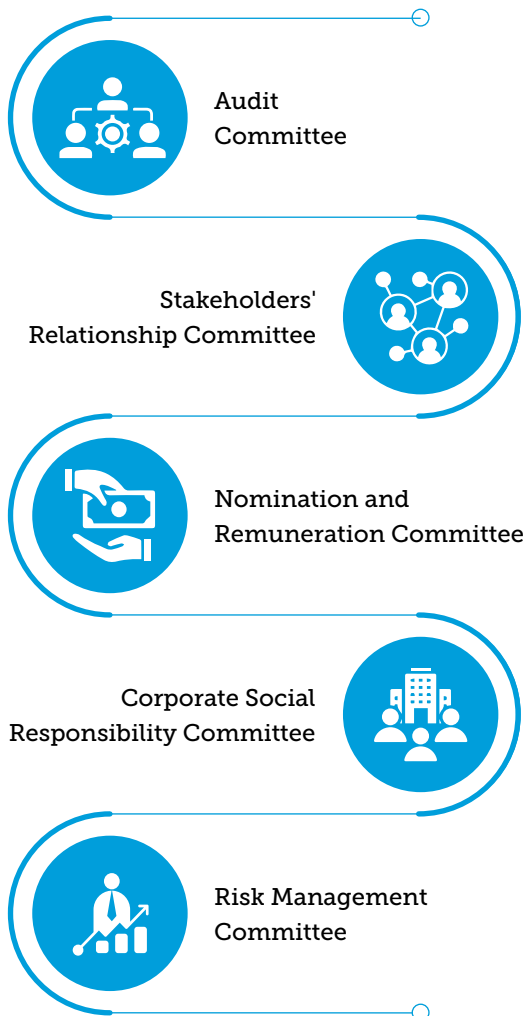 Audit
Committee
Stakeholders'
Relationship Committee
Nomination and
Remuneration Committee
Corporate Social
Responsibility Committee
Risk Management
Committee